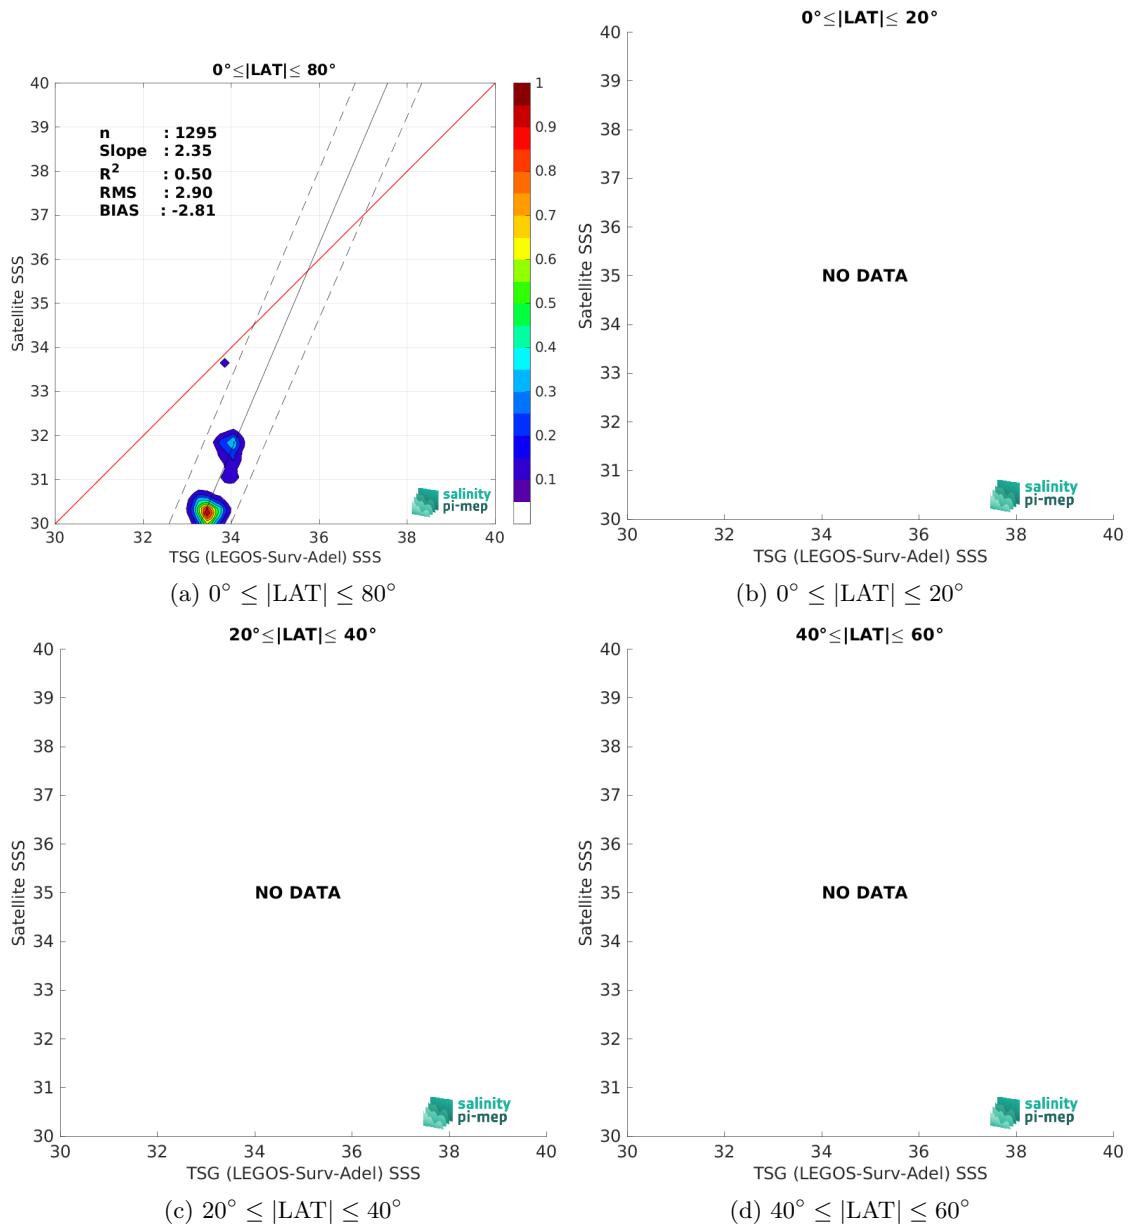 0°≤|LAT|≤ 80°
40
39
38
37
36
35
34
33
32
31
30
Satellite SSS
n : 1295
Slope : 2.35
R² : 0.50
RMS : 2.90
BIAS : -2.81
salinity
pi-mep
30 32 34 36 38 40
TSG (LEGOS-Surv-Adel) SSS
1
0.9
0.8
0.7
0.6
0.5
0.4
0.3
0.2
0.1
(a) 0° ≤ |LAT| ≤ 80°
0°≤|LAT|≤ 20°
40
39
38
37
36
35
34
33
32
31
30
Satellite SSS
NO DATA
salinity
pi-mep
30 32 34 36 38 40
TSG (LEGOS-Surv-Adel) SSS
(b) 0° ≤ |LAT| ≤ 20°
20°≤|LAT|≤ 40°
40
39
38
37
36
35
34
33
32
31
30
Satellite SSS
NO DATA
salinity
pi-mep
30 32 34 36 38 40
TSG (LEGOS-Surv-Adel) SSS
(c) 20° ≤ |LAT| ≤ 40°
40°≤|LAT|≤ 60°
40
39
38
37
36
35
34
33
32
31
30
Satellite SSS
NO DATA
salinity
pi-mep
30 32 34 36 38 40
TSG (LEGOS-Surv-Adel) SSS
(d) 40° ≤ |LAT| ≤ 60°